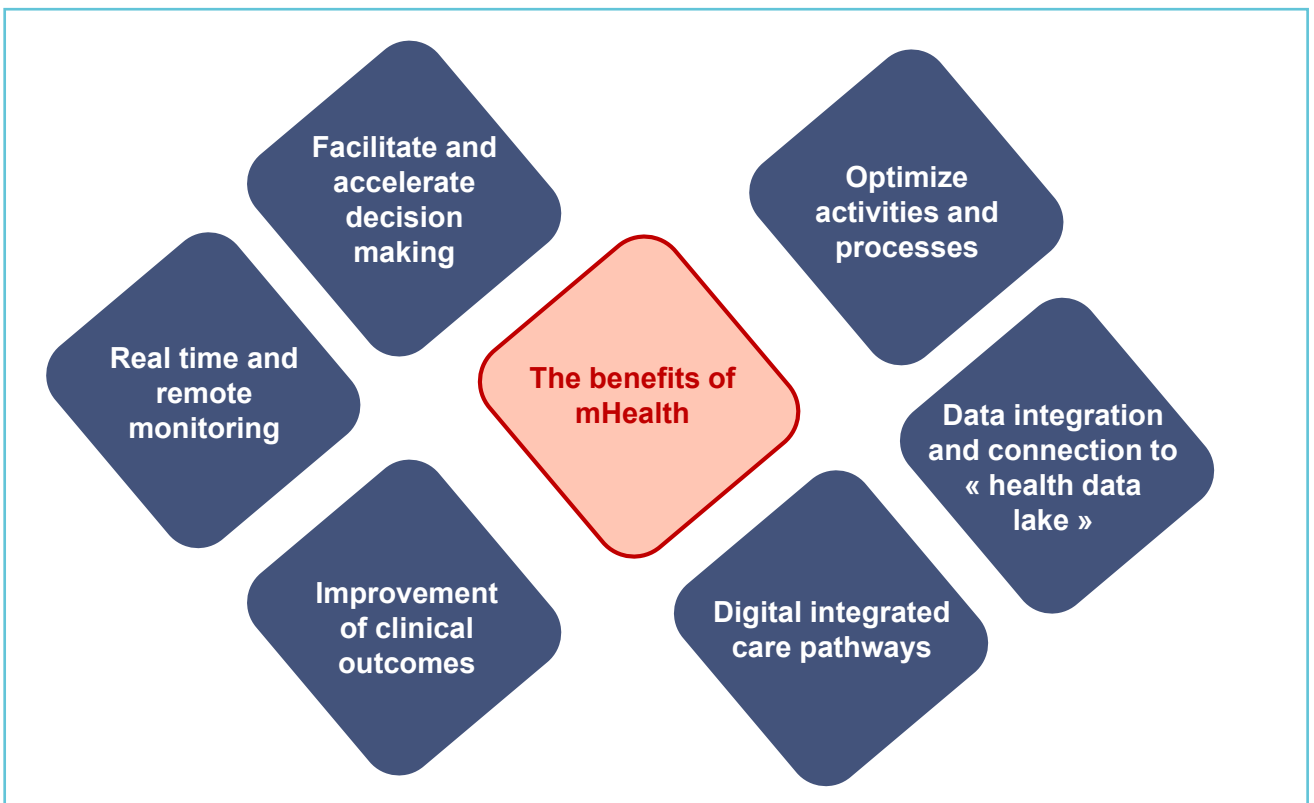 Facilitate and
accelerate
decision
making
Optimize
activities and
processes
Real time and
remote
monitoring
The benefits of
mHealth
Data integration
and connection to
« health data
lake »
Improvement
of clinical
outcomes
Digital integrated
care pathways